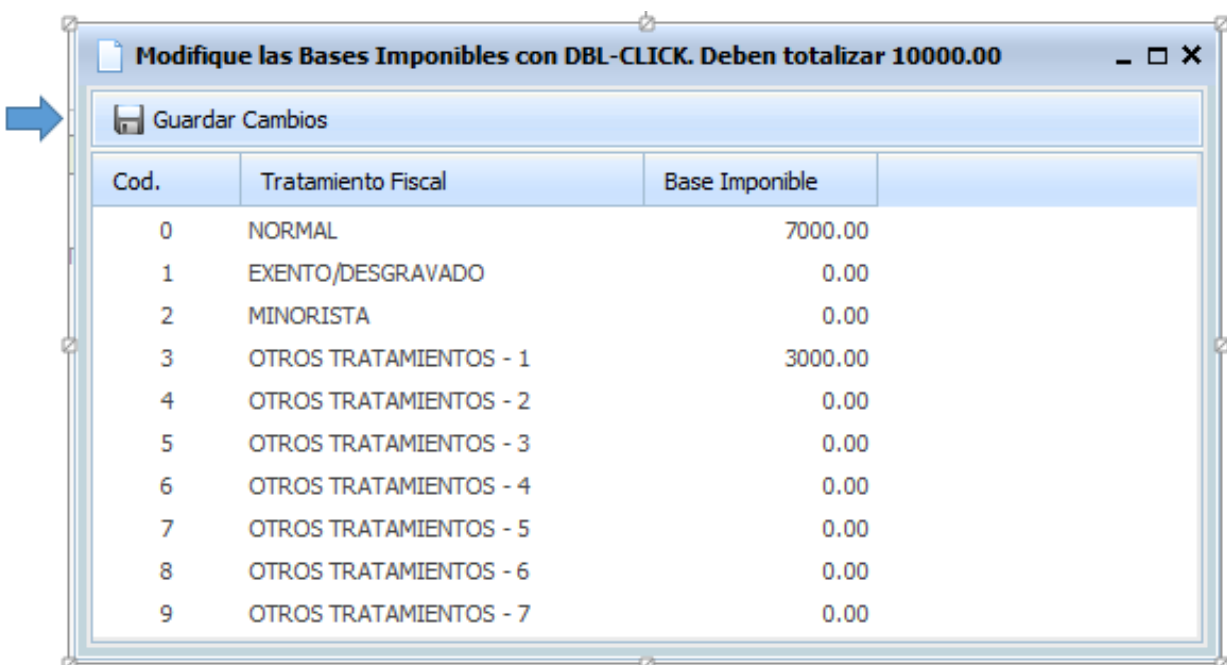 Modifique las Bases Imponibles con DBL-CLICK. Deben totalizar 10000.00
Guardar Cambios
Cod. Tratamiento Fiscal Base Imponible
0 NORMAL 7000.00
1 EXENTO/DESGRAVADO 0.00
2 MINORISTA 0.00
3 OTROS TRATAMIENTOS - 1 3000.00
4 OTROS TRATAMIENTOS - 2 0.00
5 OTROS TRATAMIENTOS - 3 0.00
6 OTROS TRATAMIENTOS - 4 0.00
7 OTROS TRATAMIENTOS - 5 0.00
8 OTROS TRATAMIENTOS - 6 0.00
9 OTROS TRATAMIENTOS - 7 0.00